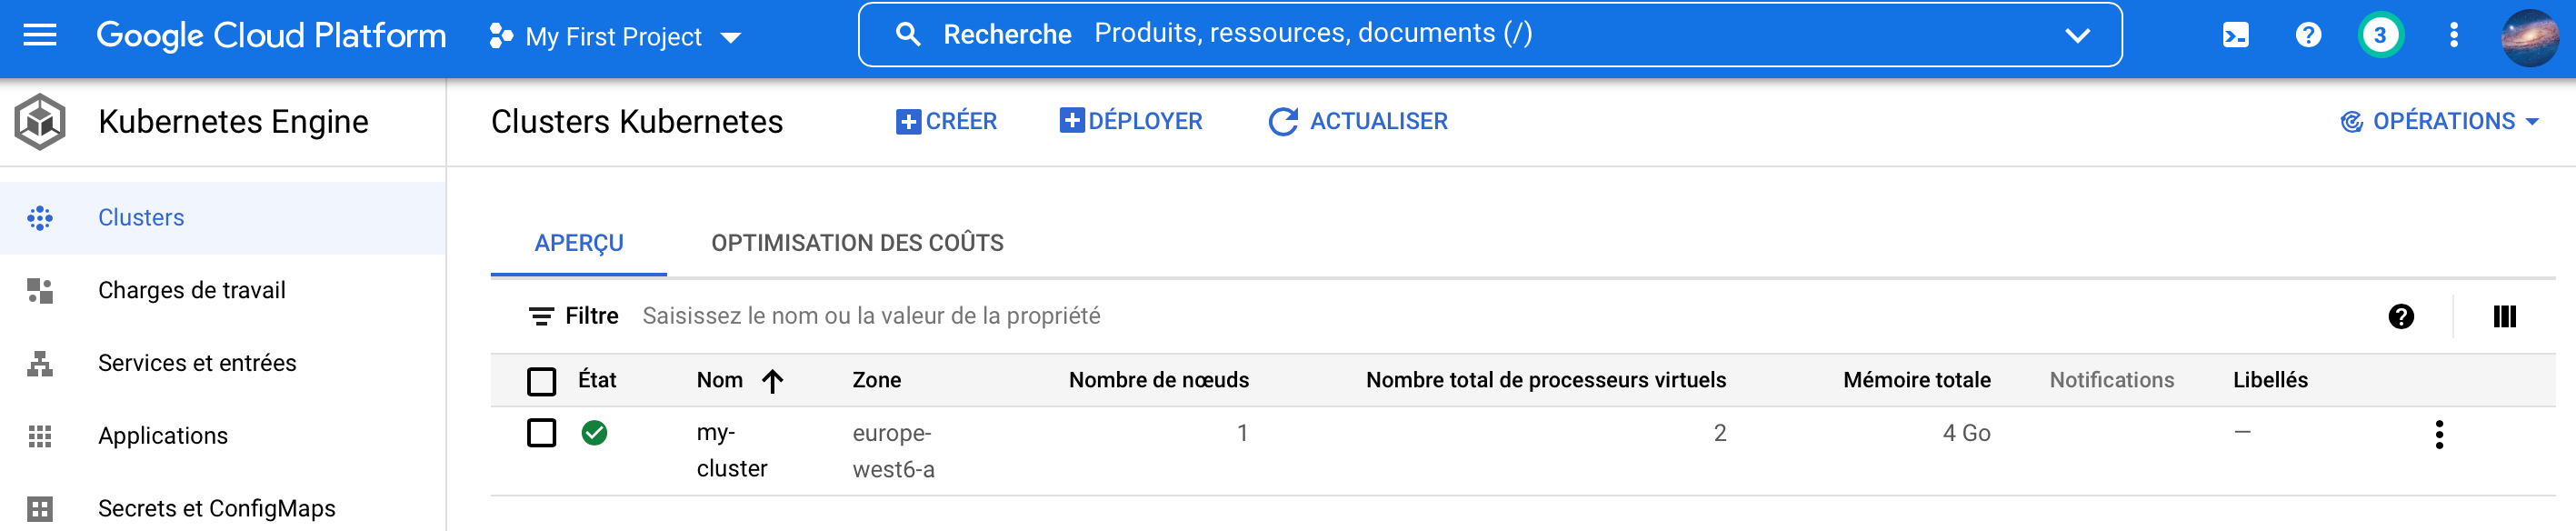 Google Cloud Platform
My First Project
Recherche Produits, ressources, documents (/)
3
Kubernetes Engine
Clusters Kubernetes
CRÉER
DÉPLOYER
ACTUALISER
OPÉRATIONS
Clusters
Charges de travail
Services et entrées
Applications
Secrets et ConfigMaps
APERÇU
OPTIMISATION DES COÛTS
Filtre Saisissez le nom ou la valeur de la propriété
État Nom Zone Nombre de nœuds Nombre total de processeurs virtuels Mémoire totale Notifications Libellés
my- europe- 1 2 4 Go —
cluster west6-a